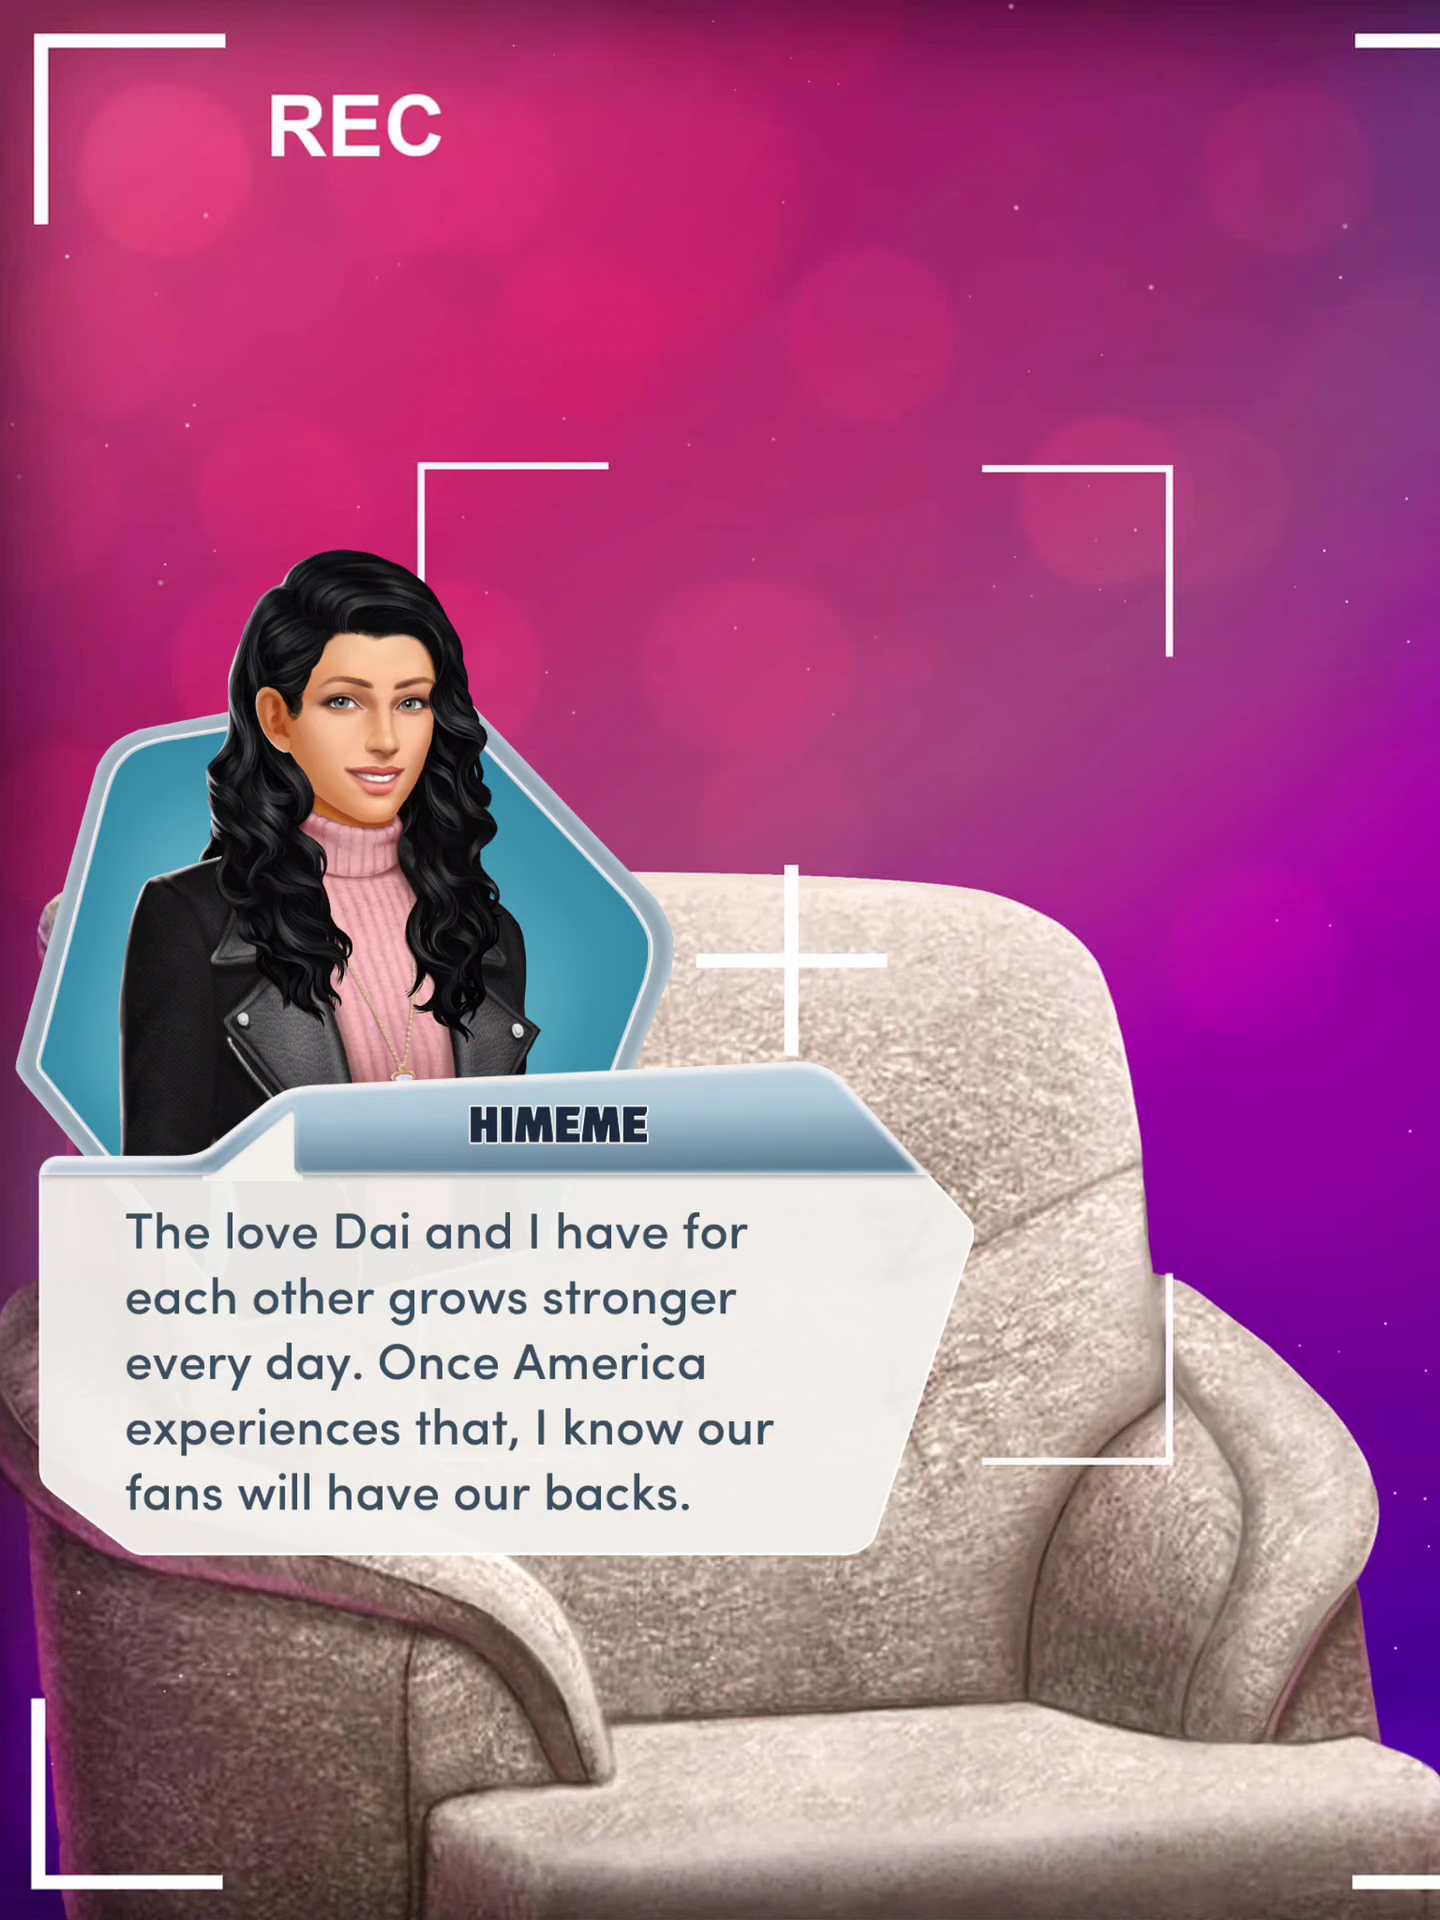 REC
HIMEME
The love Dai and I have for
each other grows stronger
every day. Once America
experiences that, I know our
fans will have our backs.